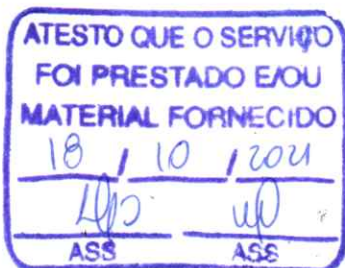 ATESTO QUE O SERVIÇO
FOI PRESTADO E/OU
MATERIAL FORNECIDO
18 / 10 / 2021
ASS ASS